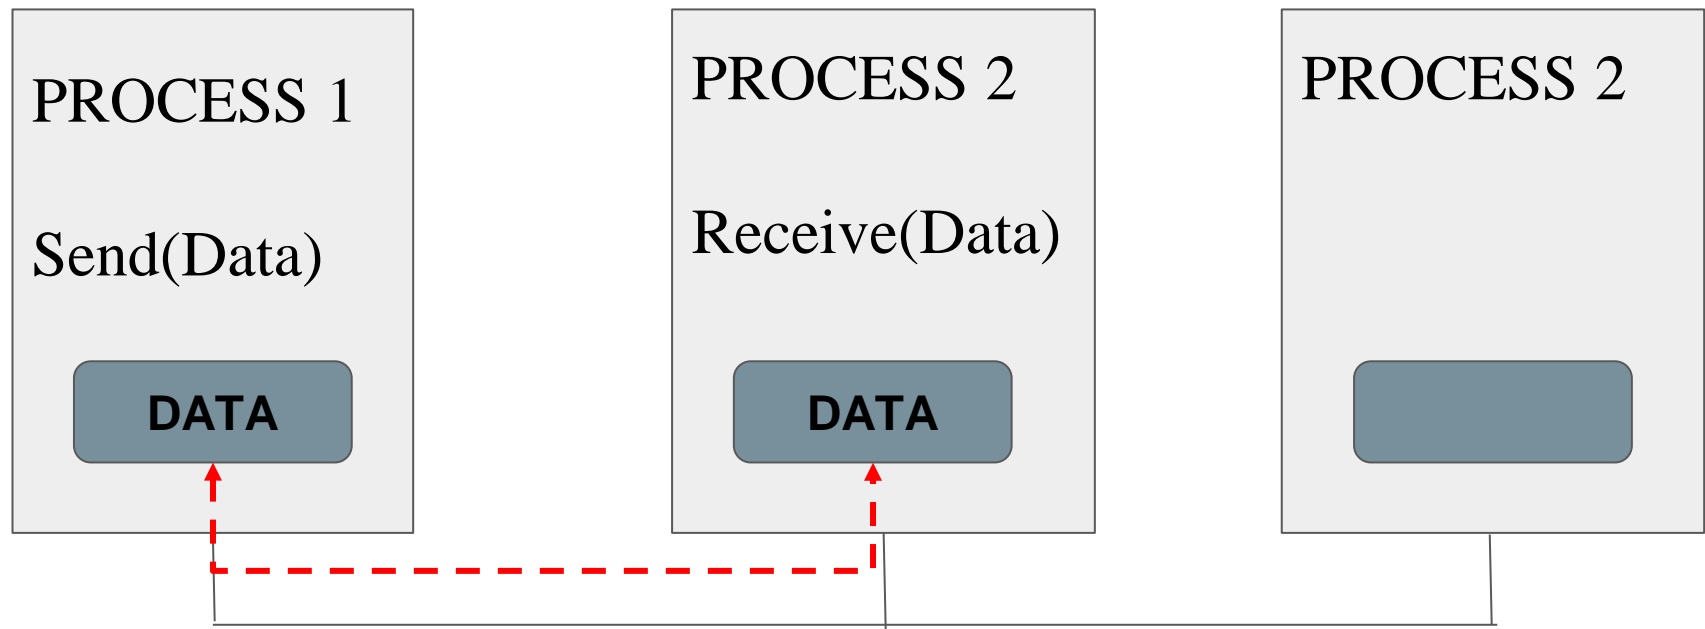 PROCESS 1
Send(Data)
DATA
PROCESS 2
Receive(Data)
DATA
PROCESS 2